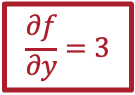 ∂f/∂y = 3